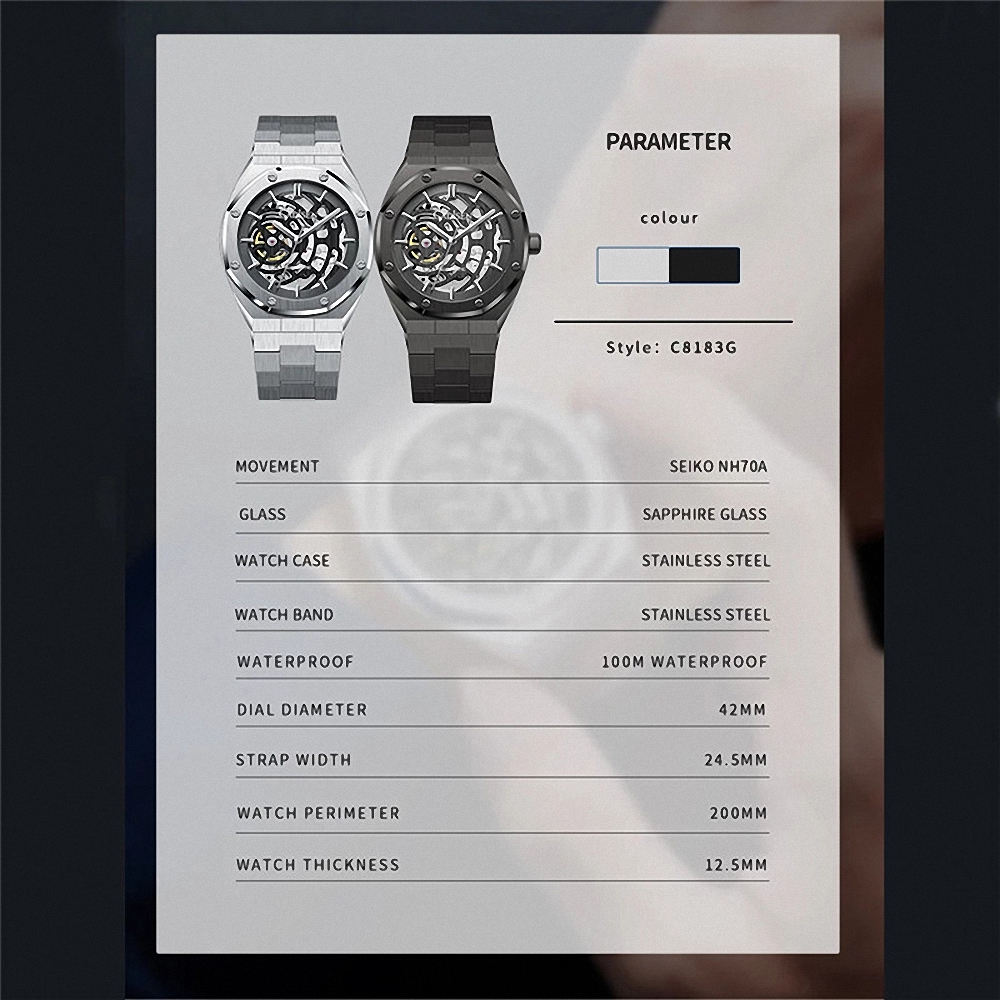 PARAMETER
colour
Style: C8183G
MOVEMENT SEIKO NH70A
GLASS SAPPHIRE GLASS
WATCH CASE STAINLESS STEEL
WATCH BAND STAINLESS STEEL
WATERPROOF 100M WATERPROOF
DIAL DIAMETER 42MM
STRAP WIDTH 24.5MM
WATCH PERIMETER 200MM
WATCH THICKNESS 12.5MM